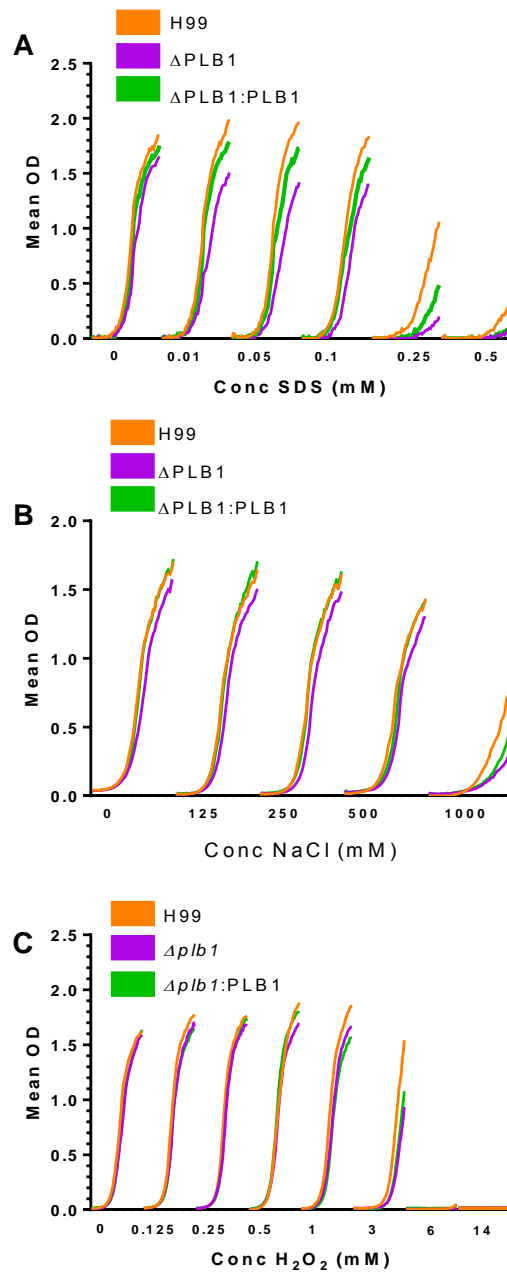 A
H99
ΔPLB1
ΔPLB1:PLB1
2.5
2.0
1.5
1.0
0.5
0.0
Mean OD
0 0.01 0.05 0.1 0.25 0.5
Conc SDS (mM)
B
H99
ΔPLB1
ΔPLB1:PLB1
2.0
1.5
1.0
0.5
0.0
Mean OD
0 125 250 500 1000
Conc NaCl (mM)
C
H99
Δplb1
Δplb1:PLB1
2.5
2.0
1.5
1.0
0.5
0.0
Mean OD
0 0.125 0.25 0.5 1 3 6 14
Conc H₂O₂ (mM)